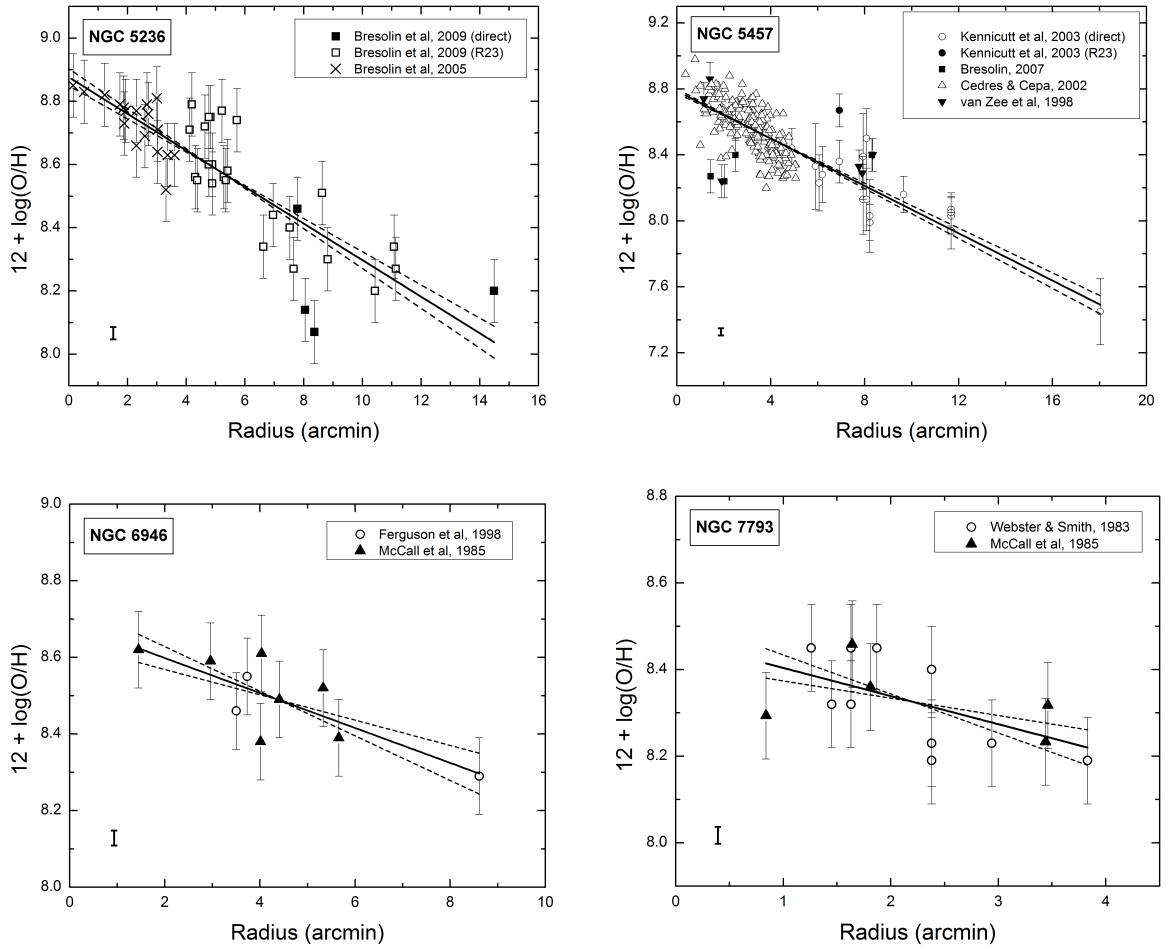 NGC 5236
Bresolin et al, 2009 (direct)
Bresolin et al, 2009 (R23)
Bresolin et al, 2005
12 + log(O/H)
9.0
8.8
8.6
8.4
8.2
8.0
0 2 4 6 8 10 12 14 16
Radius (arcmin)
NGC 5457
Kennicutt et al, 2003 (direct)
Kennicutt et al, 2003 (R23)
Bresolin, 2007
Cedres & Cepa, 2002
van Zee et al, 1998
12 + log(O/H)
9.2
8.8
8.4
8.0
7.6
7.2
0 4 8 12 16 20
Radius (arcmin)
NGC 6946
Ferguson et al, 1998
McCall et al, 1985
12 + log(O/H)
9.0
8.8
8.6
8.4
8.2
8.0
0 2 4 6 8 10
Radius (arcmin)
NGC 7793
Webster & Smith, 1983
McCall et al, 1985
12 + log(O/H)
8.8
8.6
8.4
8.2
8.0
0 1 2 3 4
Radius (arcmin)